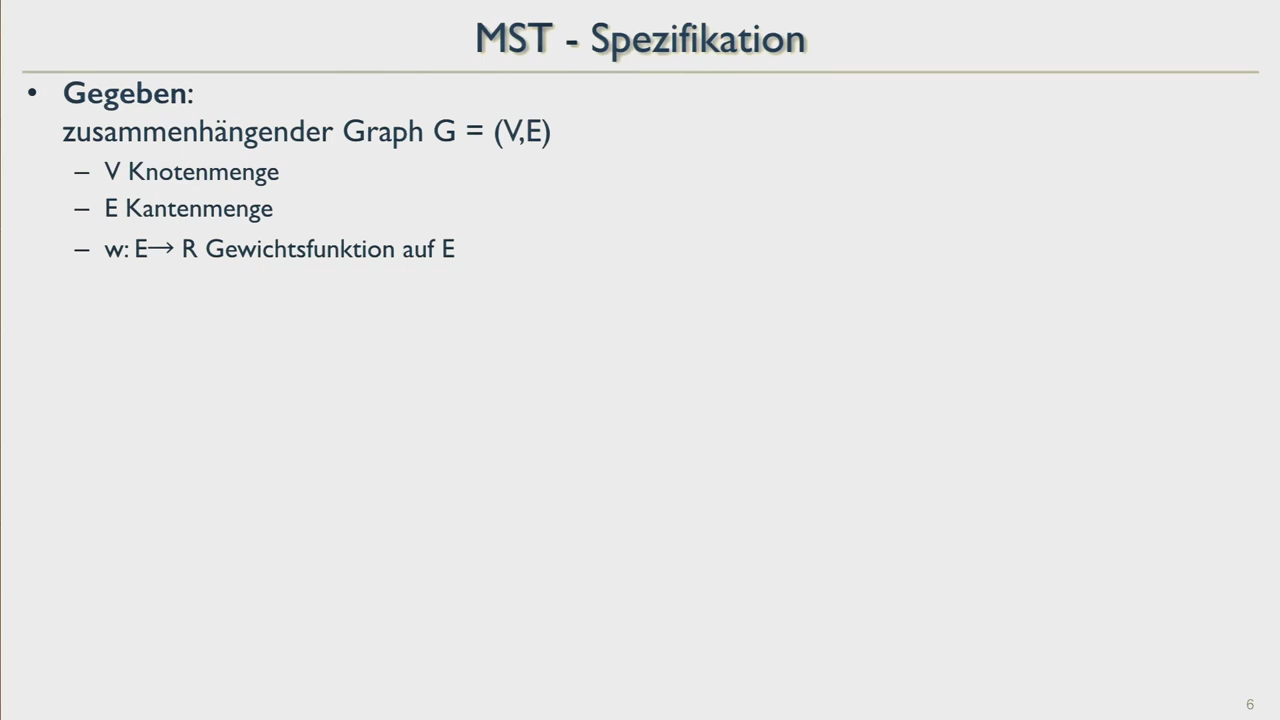 MST - Spezifikation
• Gegeben:
zusammenhängender Graph G = (V,E)
– V Knotenmenge
– E Kantenmenge
– w: E→ R Gewichtsfunktion auf E
6